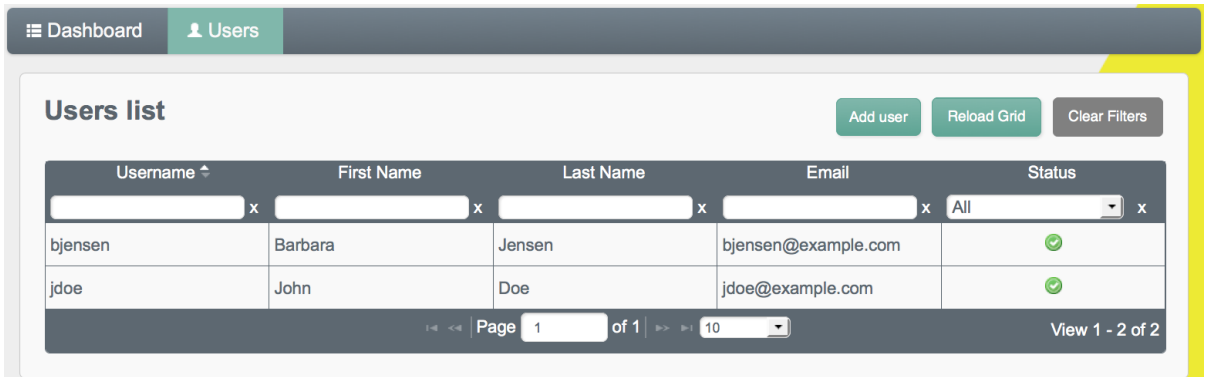 Dashboard Users
Users list
Add user Reload Grid Clear Filters
Username First Name Last Name Email Status
x x x x All x
bjensen Barbara Jensen bjensen@example.com
jdoe John Doe jdoe@example.com
Page 1 of 1 10 View 1 - 2 of 2